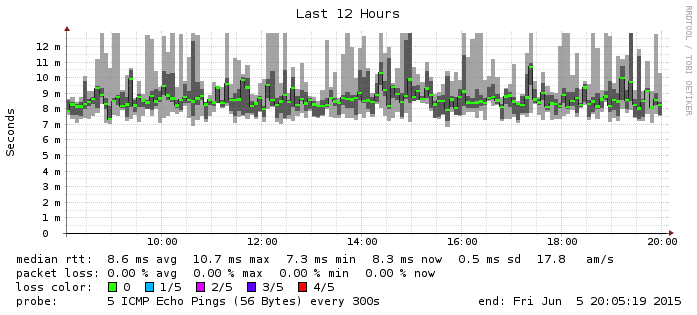 Last 12 Hours
RRDTOOL / TOBI OETIKER
Seconds
12 m
11 m
10 m
9 m
8 m
7 m
6 m
5 m
4 m
3 m
2 m
1 m
0
10:00 12:00 14:00 16:00 18:00 20:00
median rtt: 8.6 ms avg 10.7 ms max 7.3 ms min 8.3 ms now 0.5 ms sd 17.8 am/s
packet loss: 0.00 % avg 0.00 % max 0.00 % min 0.00 % now
loss color: 0 1/5 2/5 3/5 4/5
probe: 5 ICMP Echo Pings (56 Bytes) every 300s end: Fri Jun 5 20:05:19 2015